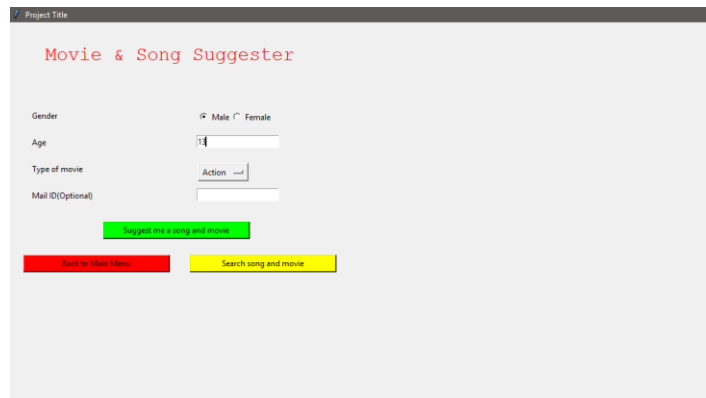 Project Title
Movie & Song Suggester
Gender Male Female
Age 13
Type of movie Action
Mail ID(Optional)
Suggest me a song and movie
Back to Main Menu Search song and movie